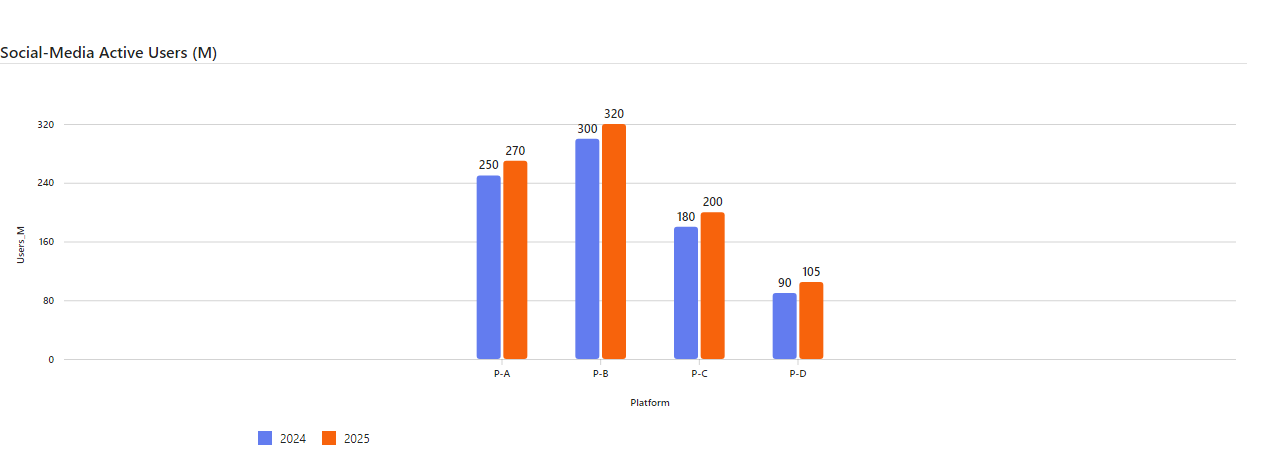 Social-Media Active Users (M)
320
240
160
80
0
Users_M
250
270
300
320
180
200
90
105
P-A
P-B
P-C
P-D
Platform
2024
2025